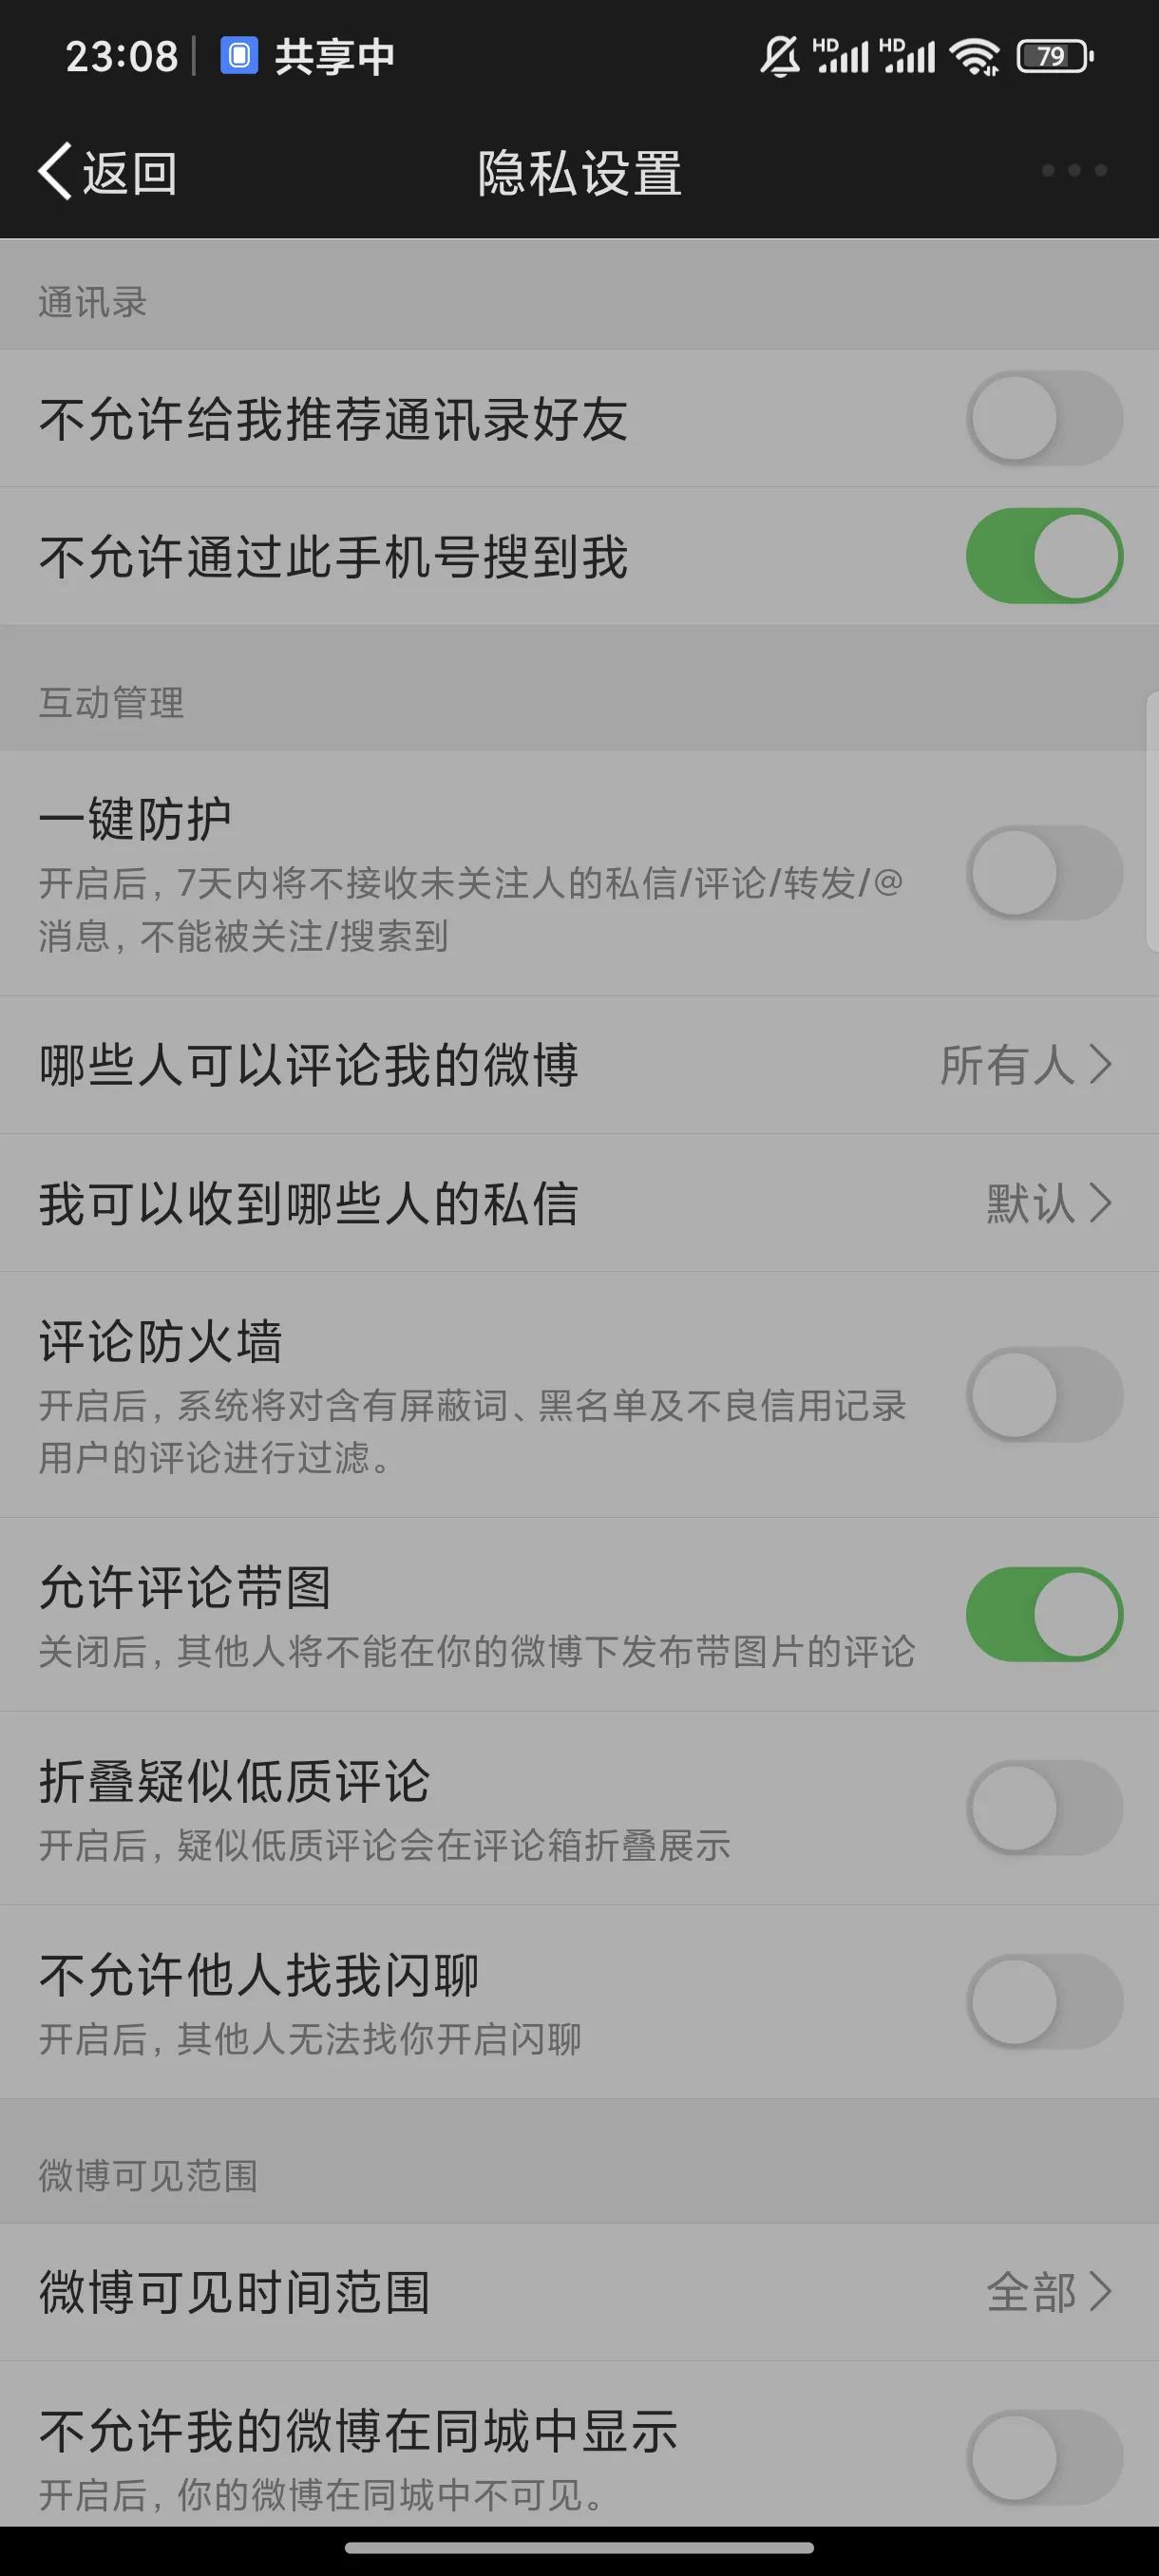 23:08 共享中 HD HD 79
返回 隐私设置
通讯录
不允许给我推荐通讯录好友
不允许通过此手机号搜到我
互动管理
一键防护
开启后, 7天内将不接收未关注人的私信/评论/转发/@
消息, 不能被关注/搜索到
哪些人可以评论我的微博 所有人
我可以收到哪些人的私信 默认
评论防火墙
开启后, 系统将对含有屏蔽词、黑名单及不良信用记录
用户的评论进行过滤。
允许评论带图
关闭后, 其他人将不能在你的微博下发布带图片的评论
折叠疑似低质评论
开启后, 疑似低质评论会在评论箱折叠展示
不允许他人找我闪聊
开启后, 其他人无法找你开启闪聊
微博可见范围
微博可见时间范围 全部
不允许我的微博在同城中显示
开启后, 你的微博在同城中不可见。